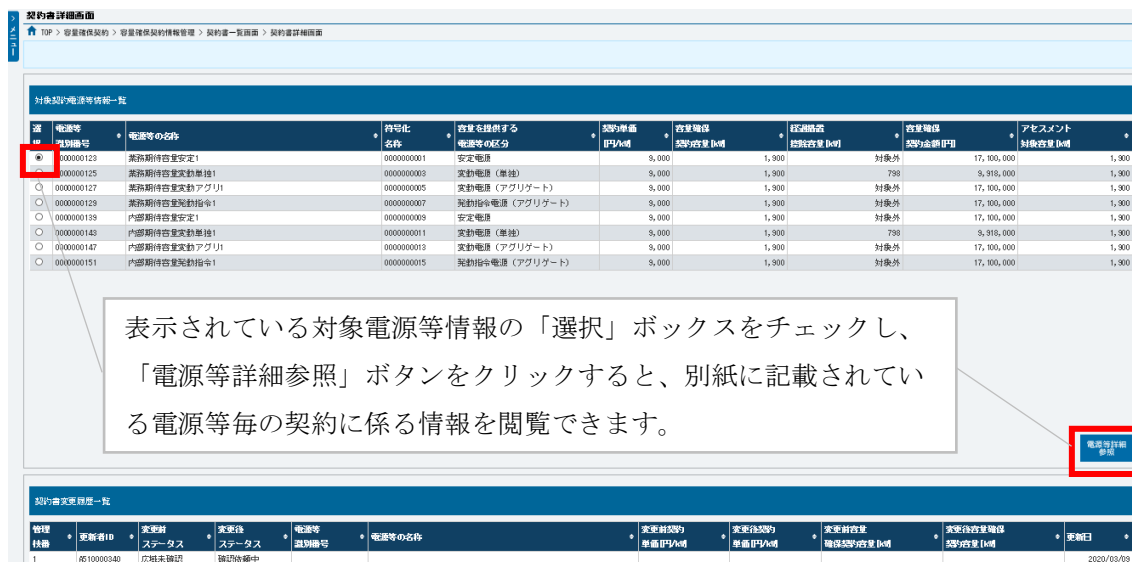 契約書詳細画面
メニュー
TOP > 容量確保契約 > 容量確保契約情報管理 > 契約書一覧画面 > 契約書詳細画面
対象契約電源等情報一覧
選択 電源等識別番号 電源等の名称 符号化名称 容量を提供する電源等の区分 契約単価[円/kW] 容量確保契約容量[kW] 経過措置控除容量[kW] 容量確保契約金額[円] アセスメント対象容量[kW]
0000000123 業務期待容量安定1 0000000001 安定電源 9,000 1,900 対象外 17,100,000 1,900
0000000125 業務期待容量変動単独1 0000000003 変動電源（単独） 9,000 1,900 798 9,918,000 1,900
0000000127 業務期待容量変動アグリ1 0000000005 変動電源（アグリゲート） 9,000 1,900 対象外 17,100,000 1,900
0000000129 業務期待容量発動指令1 0000000007 発動指令電源（アグリゲート） 9,000 1,900 対象外 17,100,000 1,900
0000000139 内部期待容量安定1 0000000009 安定電源 9,000 1,900 対象外 17,100,000 1,900
0000000143 内部期待容量変動単独1 0000000011 変動電源（単独） 9,000 1,900 798 9,918,000 1,900
0000000147 内部期待容量変動アグリ1 0000000013 変動電源（アグリゲート） 9,000 1,900 対象外 17,100,000 1,900
0000000151 内部期待容量発動指令1 0000000015 発動指令電源（アグリゲート） 9,000 1,900 対象外 17,100,000 1,900
表示されている対象電源等情報の「選択」ボックスをチェックし、
「電源等詳細参照」ボタンをクリックすると、別紙に記載されてい
る電源等毎の契約に係る情報を閲覧できます。
電源等詳細
参照
契約書変更履歴一覧
管理枝番 更新者ID 変更前ステータス 変更後ステータス 電源等識別番号 電源等の名称 変更前契約単価[円/kW] 変更後契約単価[円/kW] 変更前容量確保契約容量[kW] 変更後容量確保契約容量[kW] 更新日
1 A510000340 広域未確認 確認依頼中 2020/03/09